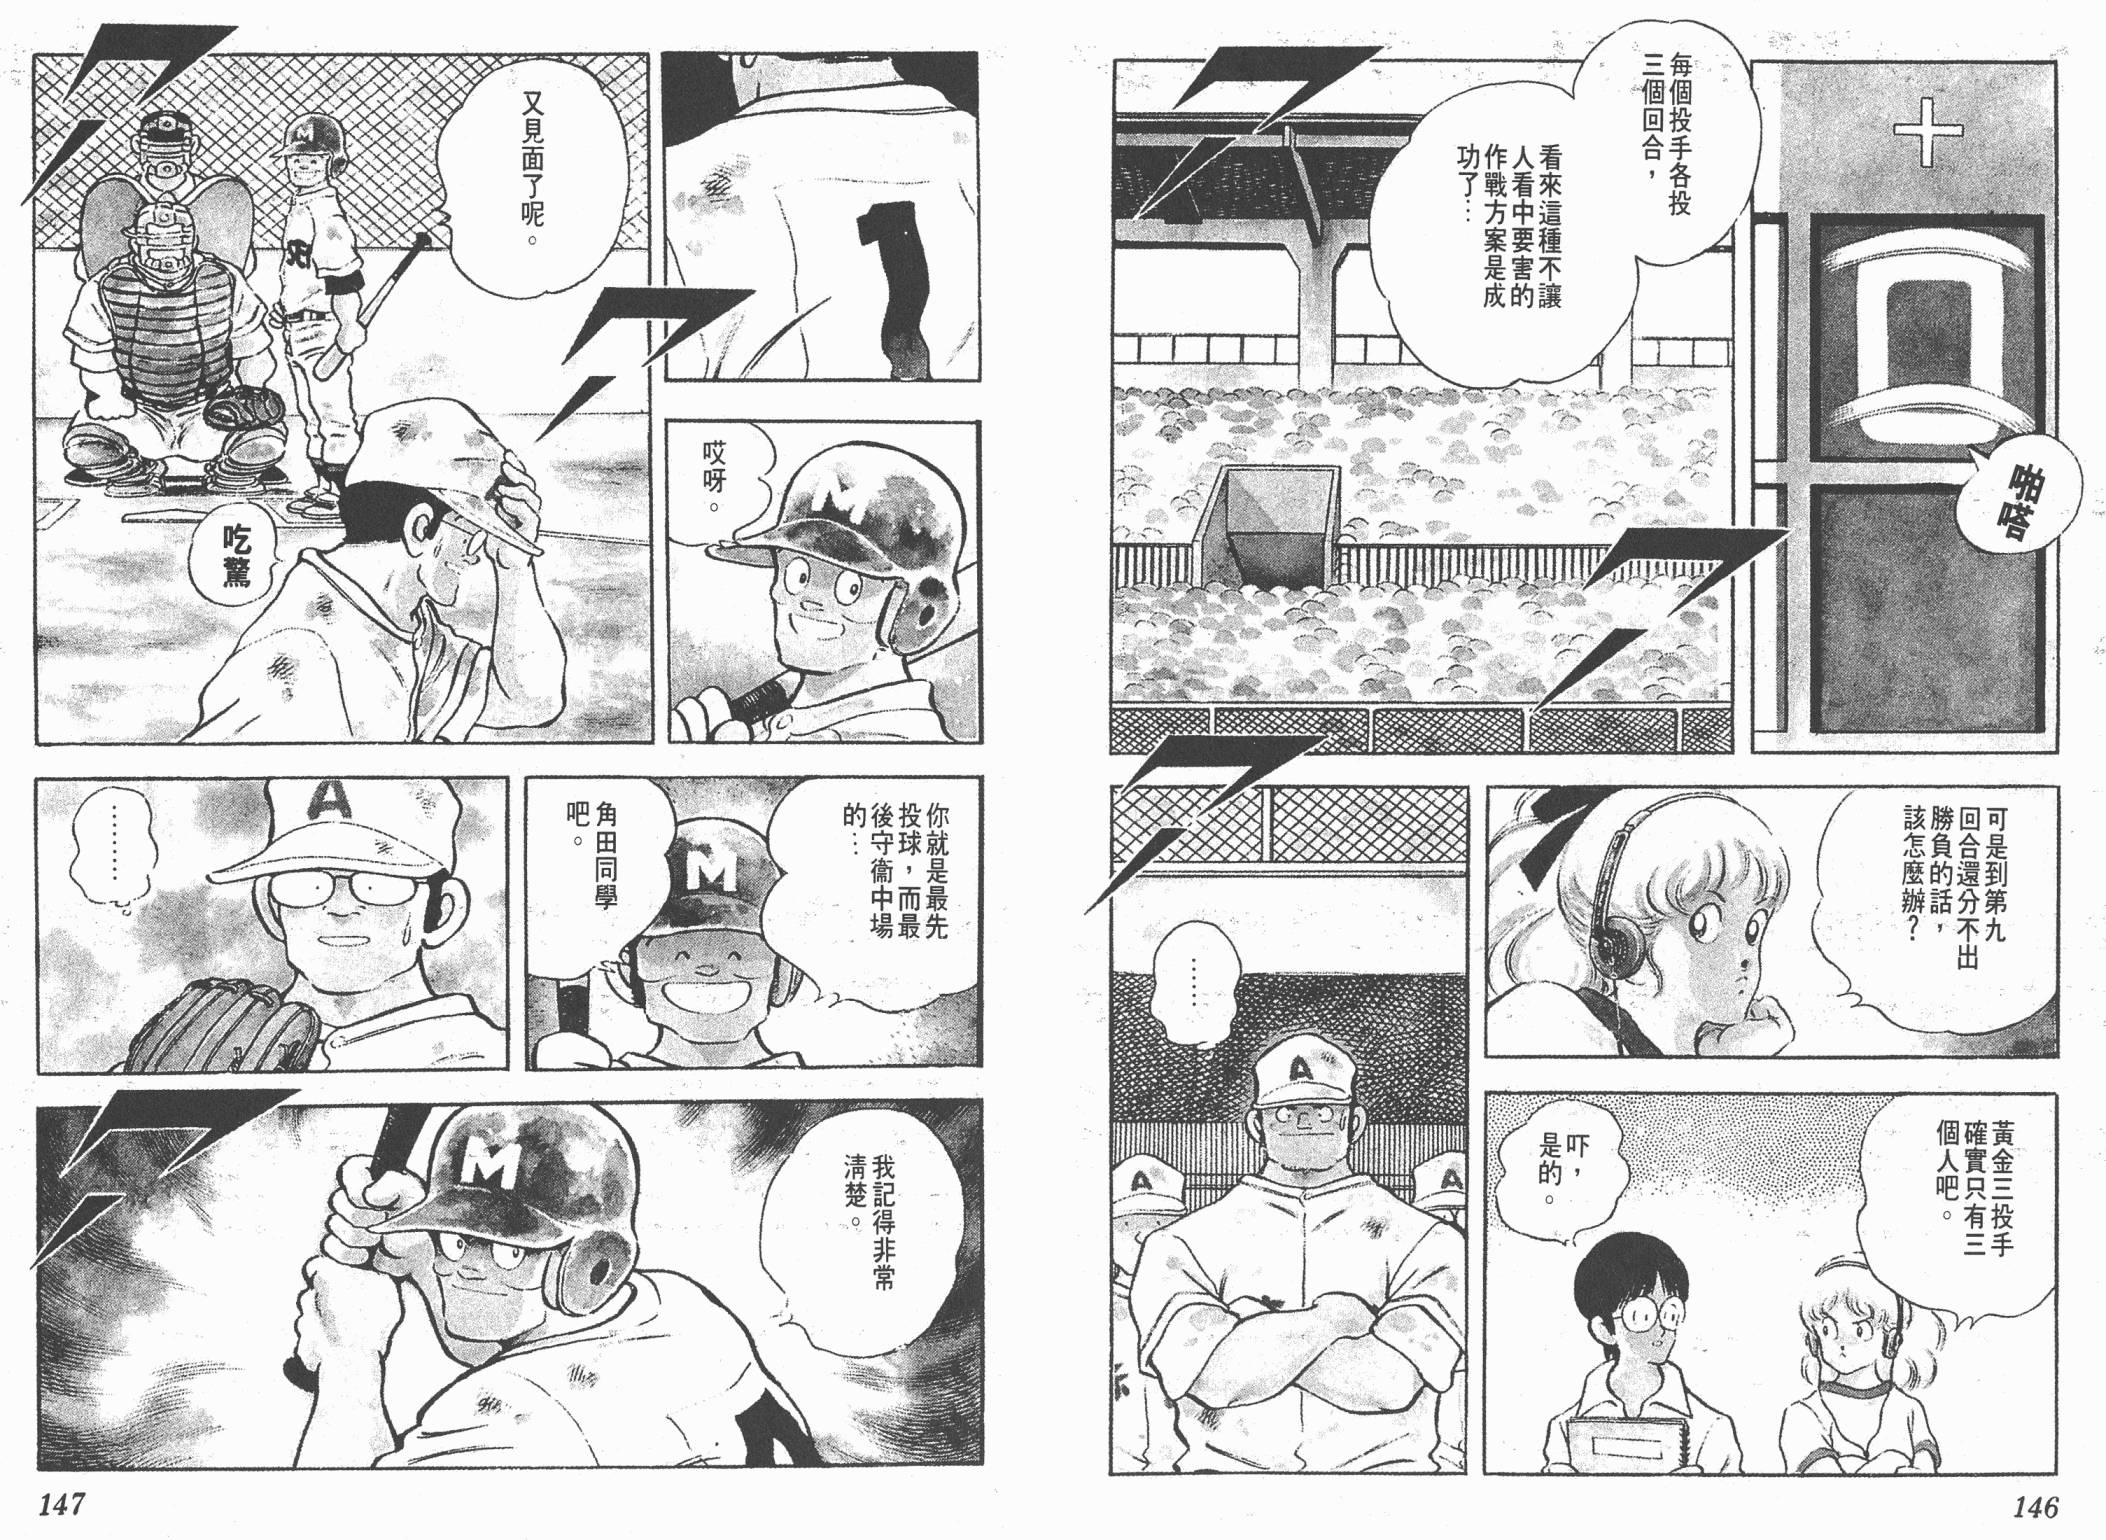 十
0
啪嗒
每個投手各投
三個回合，
看來這種不讓
人看中要害的
作戰方案是成
功了…
可是到第九
回合還分不出
勝負的話，
該怎麼辦？
黃金三投手
確實只有三
個人吧。
吓，
是的。
……
A
A
A
146
1
又見面了呢。
M
SEI
哎呀。
M
吃驚
你就是最先
投球，而最
後守衞中場
的…
角田同學
吧。
M
………
A
我記得非常
清楚。
M
147